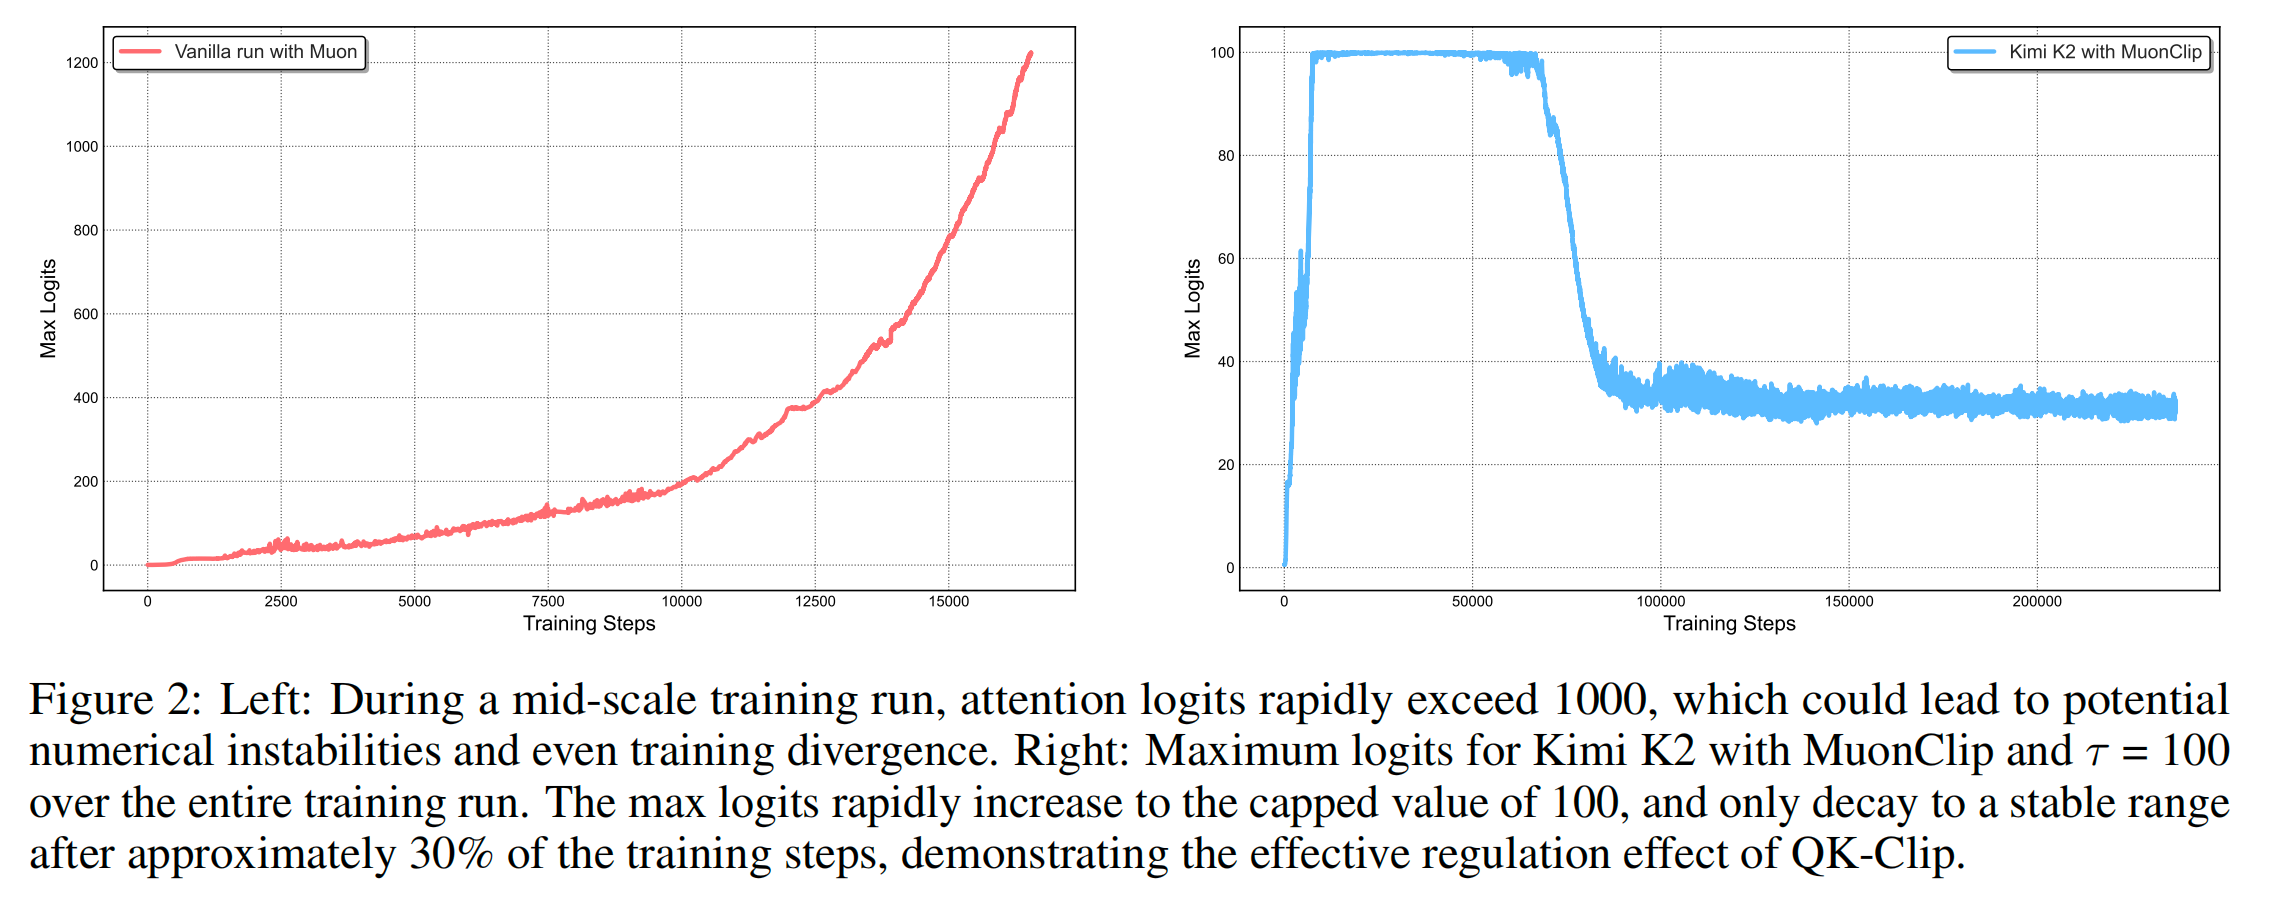 Vanilla run with Muon
1200
1000
800
600
400
200
0
Max Logits
0 2500 5000 7500 10000 12500 15000
Training Steps
Kimi K2 with MuonClip
100
80
60
40
20
0
Max Logits
0 50000 100000 150000 200000
Training Steps
Figure 2: Left: During a mid-scale training run, attention logits rapidly exceed 1000, which could lead to potential
numerical instabilities and even training divergence. Right: Maximum logits for Kimi K2 with MuonClip and τ = 100
over the entire training run. The max logits rapidly increase to the capped value of 100, and only decay to a stable range
after approximately 30% of the training steps, demonstrating the effective regulation effect of QK-Clip.